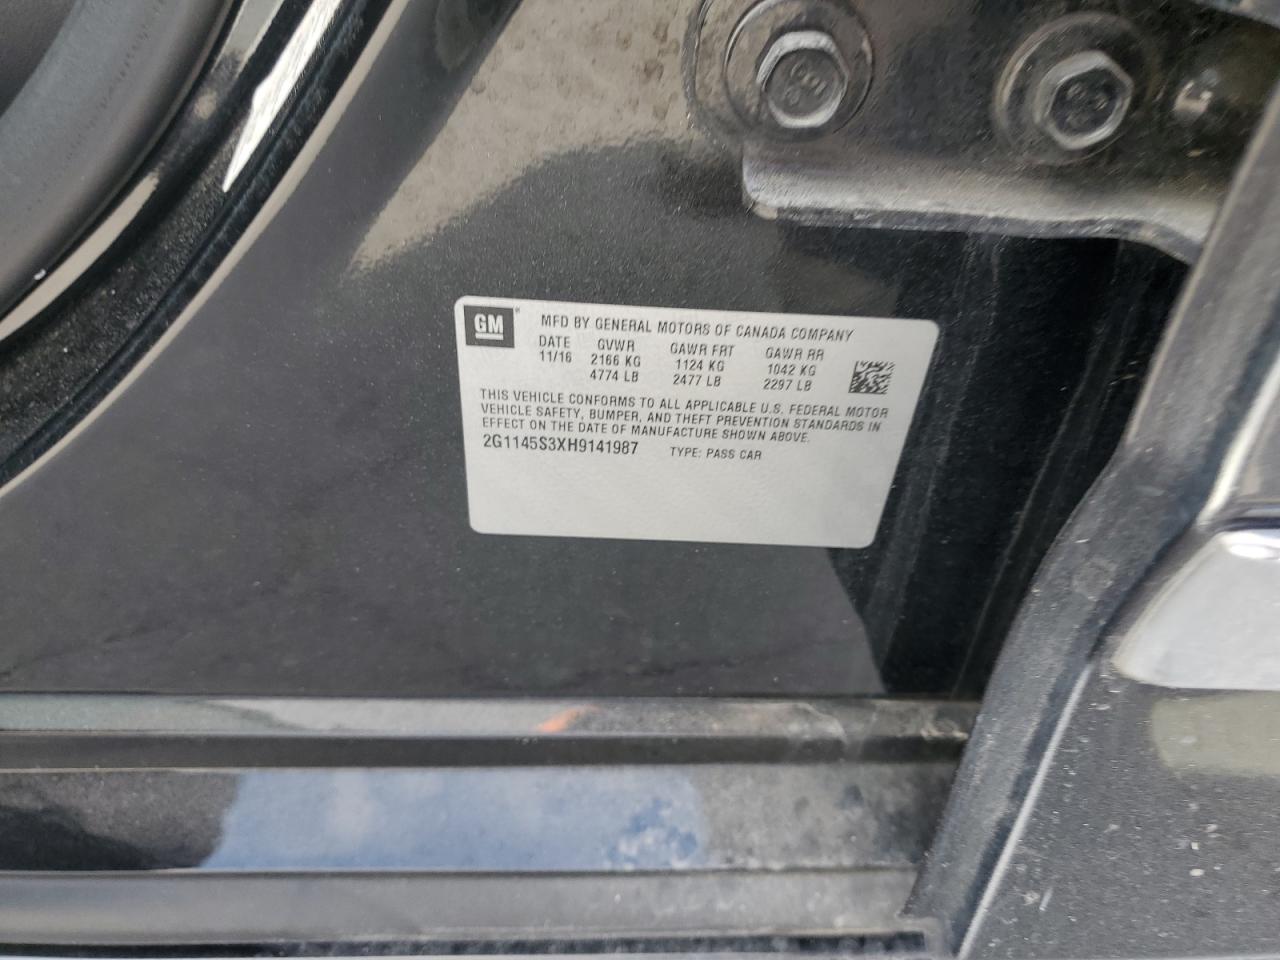 GM ® MFD BY GENERAL MOTORS OF CANADA COMPANY
DATE GVWR GAWR FRT GAWR RR
11/16 2166 KG 1124 KG 1042 KG
4774 LB 2477 LB 2297 LB
THIS VEHICLE CONFORMS TO ALL APPLICABLE U.S. FEDERAL MOTOR
VEHICLE SAFETY, BUMPER, AND THEFT PREVENTION STANDARDS IN
EFFECT ON THE DATE OF MANUFACTURE SHOWN ABOVE.
2G1145S3XH9141987 TYPE: PASS CAR